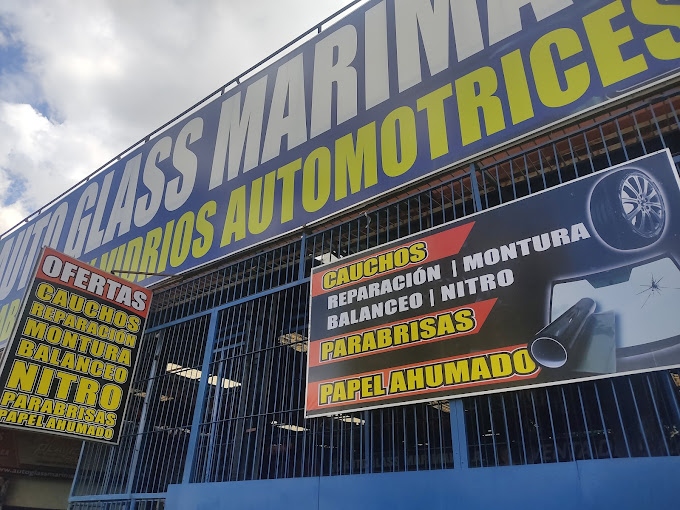 AUTO GLASS MARIMA
VIDRIOS AUTOMOTRICES
OFERTAS
CAUCHOS
REPARACIÓN
MONTURA
BALANCEO
NITRO
PARABRISAS
PAPEL AHUMADO
CAUCHOS
REPARACIÓN | MONTURA
BALANCEO | NITRO
PARABRISAS
PAPEL AHUMADO